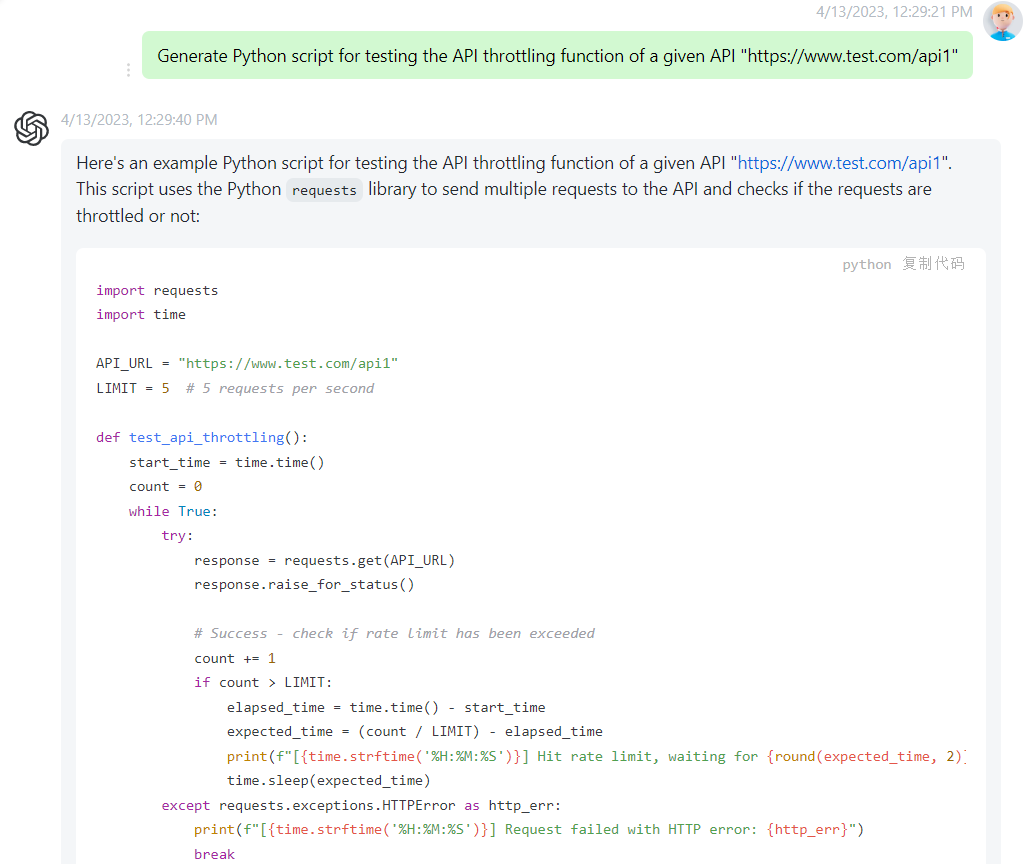 4/13/2023, 12:29:21 PM
Generate Python script for testing the API throttling function of a given API "https://www.test.com/api1"
4/13/2023, 12:29:40 PM
Here's an example Python script for testing the API throttling function of a given API "https://www.test.com/api1".
This script uses the Python requests library to send multiple requests to the API and checks if the requests are
throttled or not:
python 复制代码
import requests
import time
API_URL = "https://www.test.com/api1"
LIMIT = 5  # 5 requests per second
def test_api_throttling():
    start_time = time.time()
    count = 0
    while True:
        try:
            response = requests.get(API_URL)
            response.raise_for_status()
            # Success - check if rate limit has been exceeded
            count += 1
            if count > LIMIT:
                elapsed_time = time.time() - start_time
                expected_time = (count / LIMIT) - elapsed_time
                print(f"[{time.strftime('%H:%M:%S')}] Hit rate limit, waiting for {round(expected_time, 2)}
                time.sleep(expected_time)
        except requests.exceptions.HTTPError as http_err:
            print(f"[{time.strftime('%H:%M:%S')}] Request failed with HTTP error: {http_err}")
            break